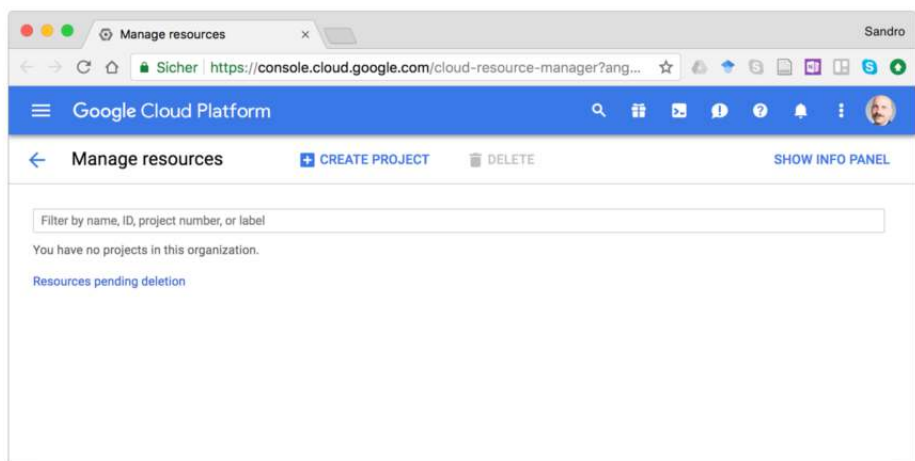 Manage resources
Sandro
Sicher https://console.cloud.google.com/cloud-resource-manager?ang...
Google Cloud Platform
Manage resources CREATE PROJECT DELETE SHOW INFO PANEL
Filter by name, ID, project number, or label
You have no projects in this organization.
Resources pending deletion